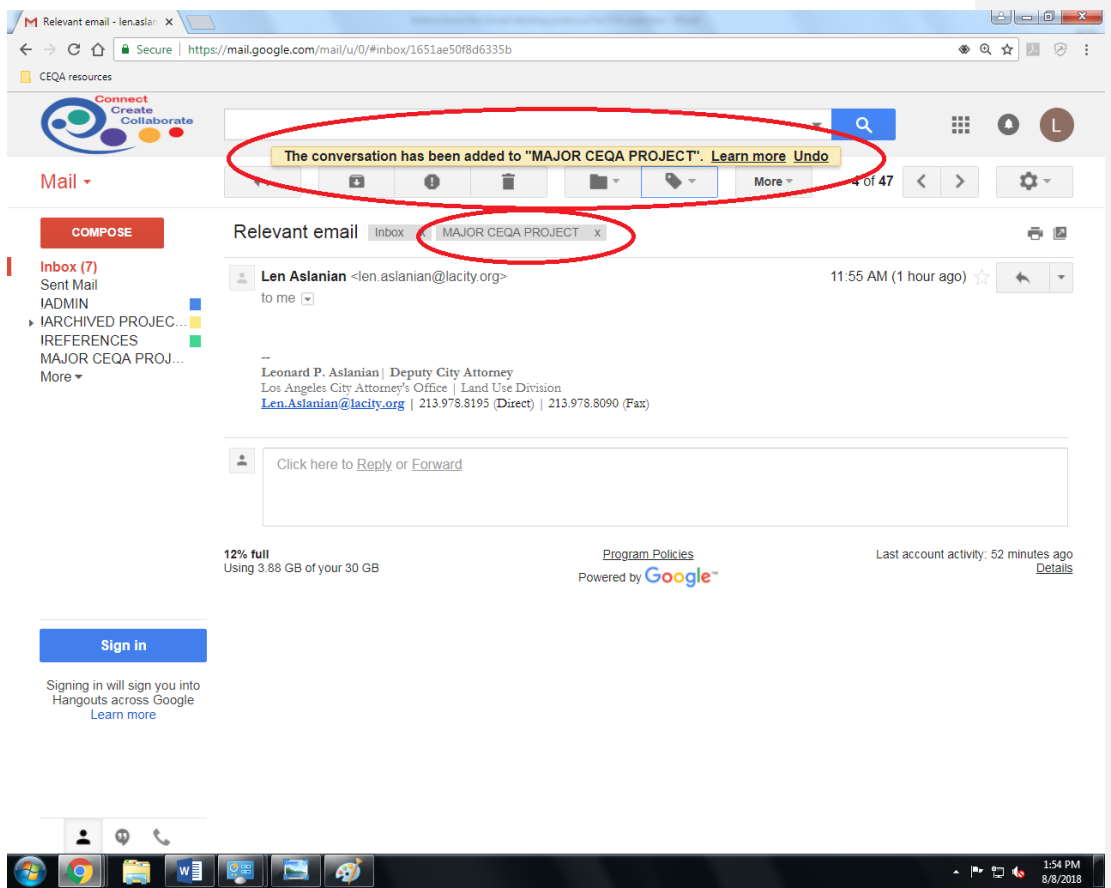 Relevant email - len.aslan
Secure | https://mail.google.com/mail/u/0/#inbox/1651ae50f8d6335b
CEQA resources
Connect
Create
Collaborate
L
The conversation has been added to "MAJOR CEQA PROJECT". Learn more Undo
Mail
More
of 47
COMPOSE
Relevant email Inbox MAJOR CEQA PROJECT x
Inbox (7)
Sent Mail
!ADMIN
!ARCHIVED PROJEC...
!REFERENCES
MAJOR CEQA PROJ...
More
Len Aslanian <len.aslanian@lacity.org>
11:55 AM (1 hour ago)
to me
--
Leonard P. Aslanian| Deputy City Attorney
Los Angeles City Attorney's Office | Land Use Division
Len.Aslanian@lacity.org | 213.978.8195 (Direct) | 213.978.8090 (Fax)
Click here to Reply or Forward
12% full
Using 3.88 GB of your 30 GB
Program Policies
Powered by Google™
Last account activity: 52 minutes ago
Details
Sign in
Signing in will sign you into
Hangouts across Google
Learn more
1:54 PM
8/8/2018